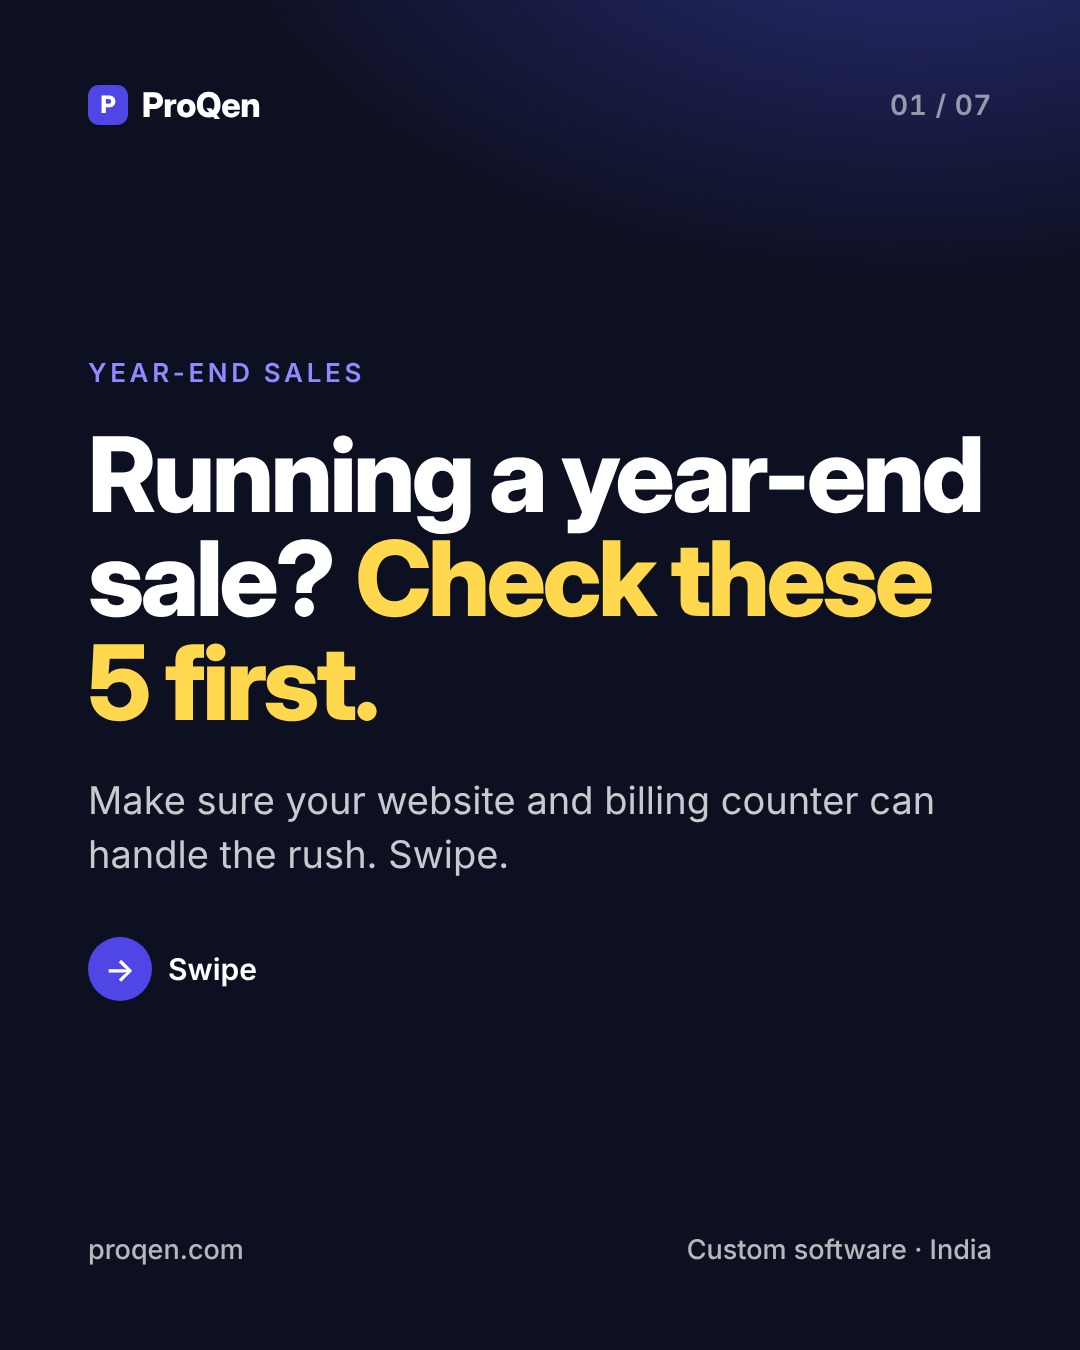 P ProQen
01 / 07
YEAR-END SALES
Running a year-end
sale? Check these
5 first.
Make sure your website and billing counter can
handle the rush. Swipe.
→ Swipe
proqen.com
Custom software · India